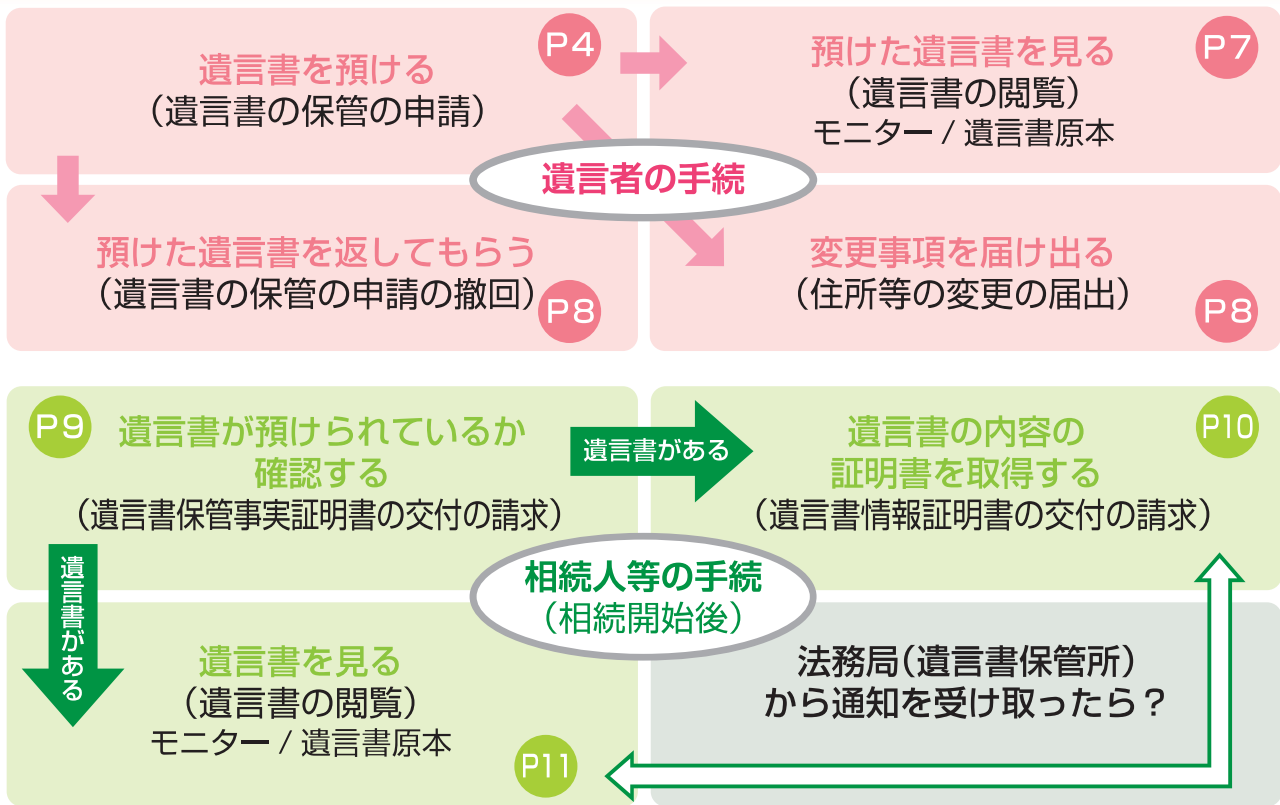 遺言書を預ける
（遺言書の保管の申請）
P4
預けた遺言書を見る
（遺言書の閲覧）
モニター / 遺言書原本
P7
遺言者の手続
預けた遺言書を返してもらう
（遺言書の保管の申請の撤回）
P8
変更事項を届け出る
（住所等の変更の届出）
P8
P9
遺言書が預けられているか
確認する
（遺言書保管事実証明書の交付の請求）
遺言書がある
遺言書の内容の
証明書を取得する
（遺言書情報証明書の交付の請求）
P10
相続人等の手続
（相続開始後）
遺言書がある
遺言書を見る
（遺言書の閲覧）
モニター / 遺言書原本
P11
法務局（遺言書保管所）
から通知を受け取ったら？